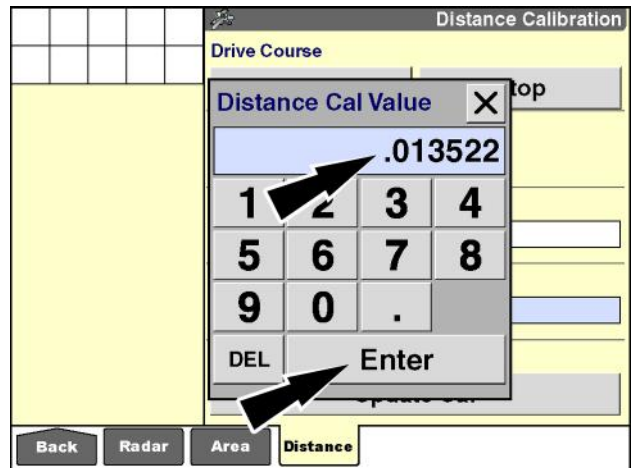 Distance Calibration
Drive Course
top
Distance Cal Value X
.013522
1 2 3 4
5 6 7 8
9 0 .
DEL Enter
Back Radar Area Distance